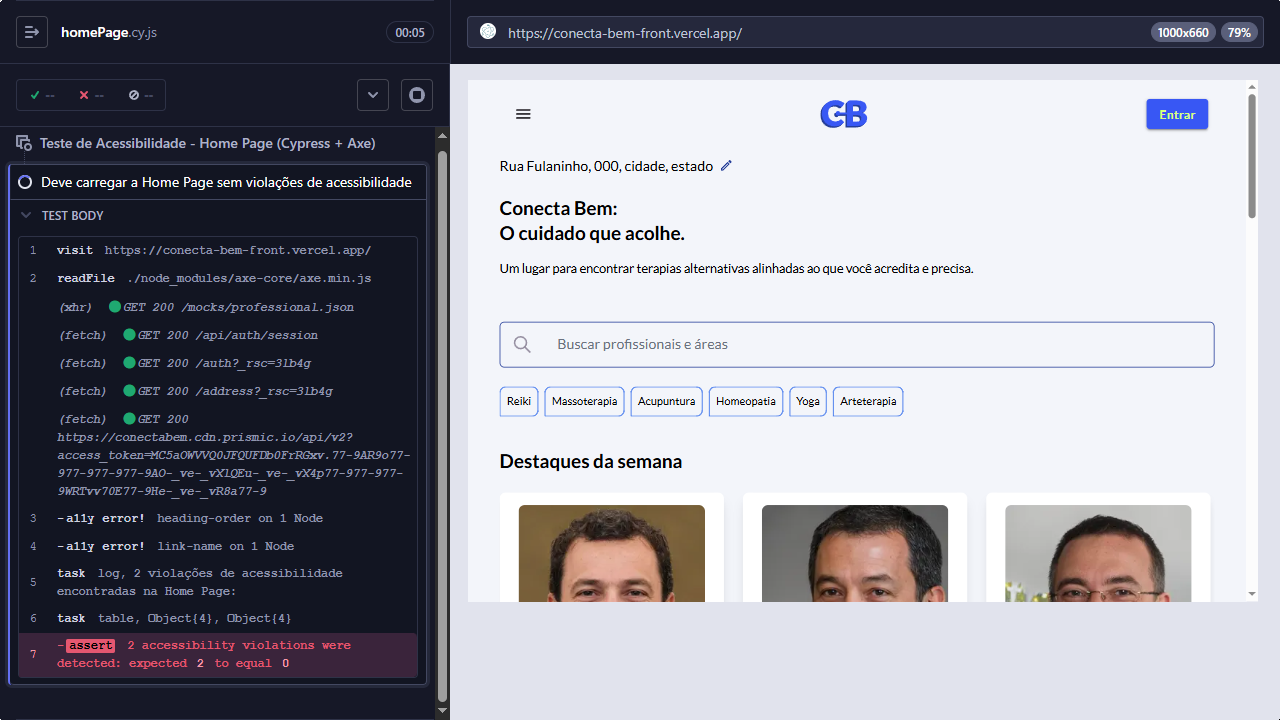 homePage.cy.js
00:05
--
--
--
Teste de Acessibilidade - Home Page (Cypress + Axe)
Deve carregar a Home Page sem violações de acessibilidade
TEST BODY
1 visit https://conecta-bem-front.vercel.app/
2 readFile ./node_modules/axe-core/axe.min.js
(xhr) GET 200 /mocks/professional.json
(fetch) GET 200 /api/auth/session
(fetch) GET 200 /auth?_rsc=3lb4g
(fetch) GET 200 /address?_rsc=3lb4g
(fetch) GET 200
https://conectabem.cdn.prismic.io/api/v2?
access_token=MC5aOWVVQ0JFQUFDb0FrRGxv.77-9AR9o77-
977-977-977-9AO-_ve-_vXlQEu-_ve-_vX4p77-977-977-
9WRTvv70E77-9He-_ve-_vR8a77-9
3 -a11y error! heading-order on 1 Node
4 -a11y error! link-name on 1 Node
5 task log, 2 violações de acessibilidade
encontradas na Home Page:
6 task table, Object{4}, Object{4}
7 -assert 2 accessibility violations were
detected: expected 2 to equal 0
https://conecta-bem-front.vercel.app/
1000x660
79%
CB
Entrar
Rua Fulaninho, 000, cidade, estado
Conecta Bem:
O cuidado que acolhe.
Um lugar para encontrar terapias alternativas alinhadas ao que você acredita e precisa.
Buscar profissionais e áreas
Reiki
Massoterapia
Acupuntura
Homeopatia
Yoga
Arteterapia
Destaques da semana